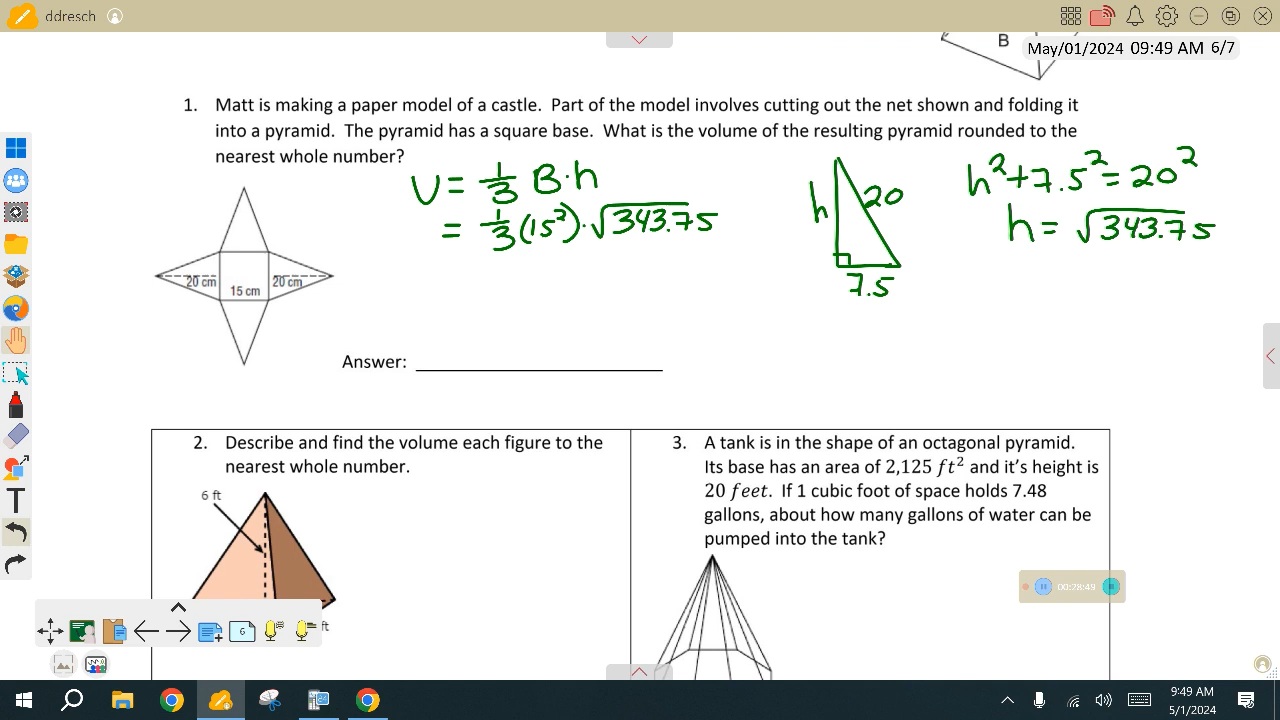 ddresch
B
May/01/2024 09:49 AM 6/7
1. Matt is making a paper model of a castle. Part of the model involves cutting out the net shown and folding it
into a pyramid. The pyramid has a square base. What is the volume of the resulting pyramid rounded to the
nearest whole number?
V = 1/3 B·h
= 1/3 (15²)·√343.75
h
20
7.5
h² + 7.5² = 20²
h = √343.75
20 cm
15 cm
20 cm
Answer: ____________________
2. Describe and find the volume each figure to the
nearest whole number.
6 ft
ft
3. A tank is in the shape of an octagonal pyramid.
Its base has an area of 2,125 ft² and it's height is
20 feet. If 1 cubic foot of space holds 7.48
gallons, about how many gallons of water can be
pumped into the tank?
00:28:49
T
6
9:49 AM
5/1/2024